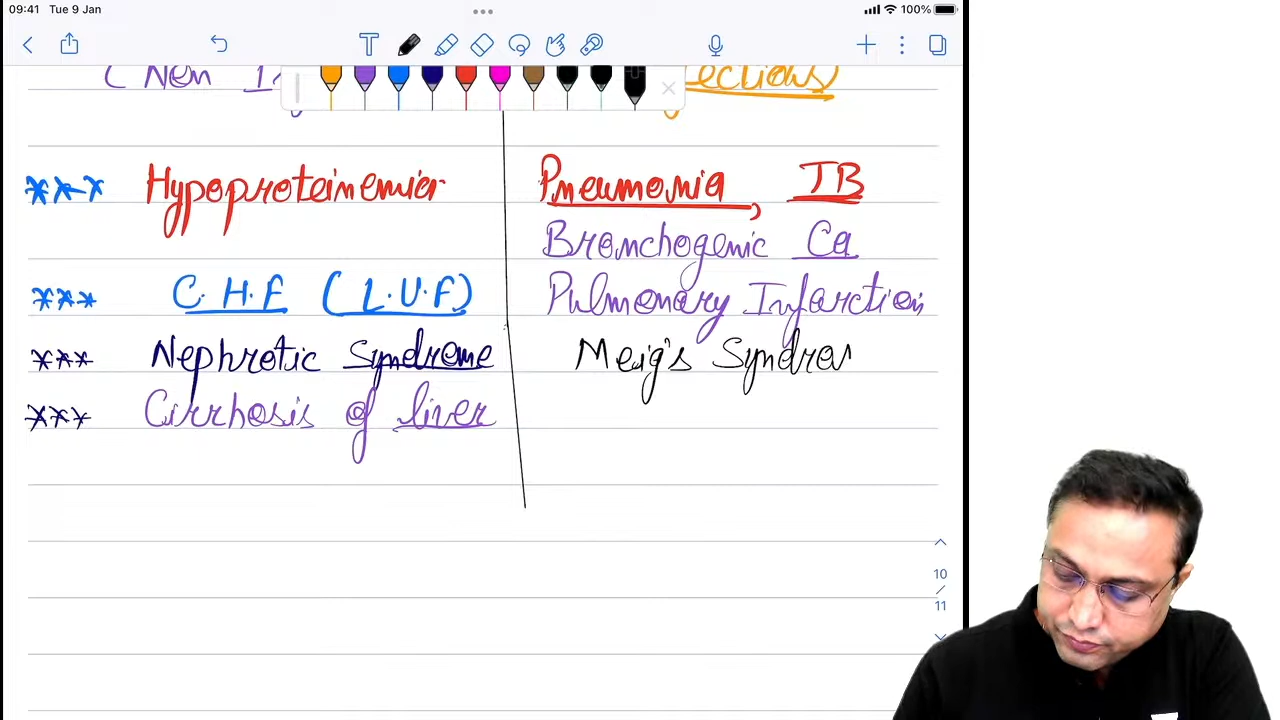 09:41 Tue 9 Jan
100%
T
( Non I
ections)
*** Hypoproteinemia
Pneumonia, TB
Bronchogenic Ca
*** C.H.F (L.V.F)
Pulmonary Infarction
*** Nephrotic Syndrome
Meig's Syndrom
*** Cirrhosis of liver
10
/
11